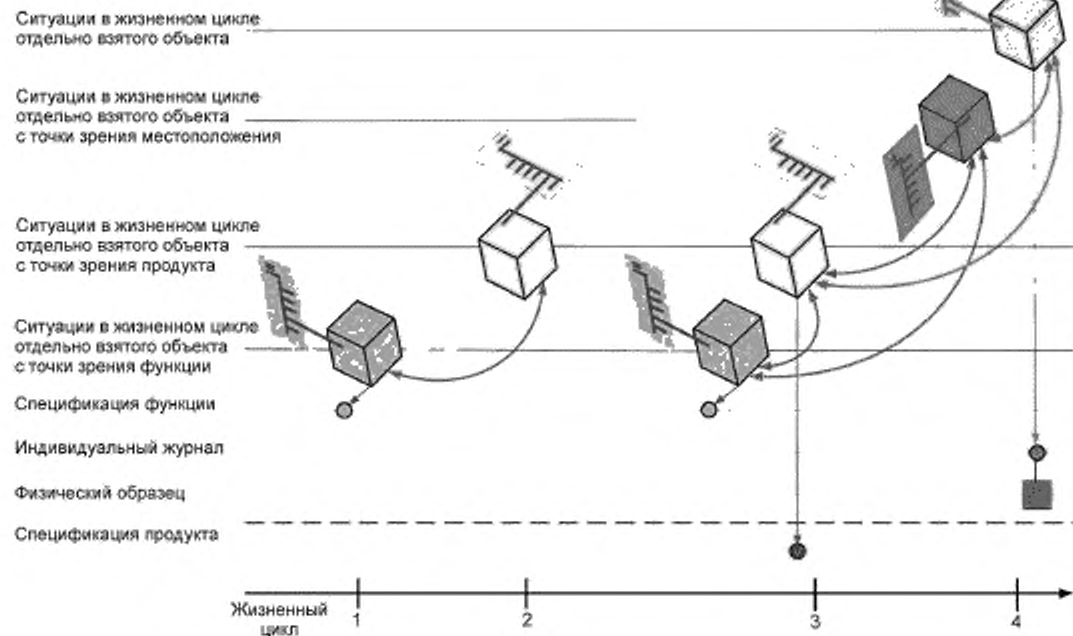 Ситуации в жизненном цикле
отдельно взятого объекта
Ситуации в жизненном цикле
отдельно взятого объекта
с точки зрения местоположения
Ситуации в жизненном цикле
отдельно взятого объекта
с точки зрения продукта
Ситуации в жизненном цикле
отдельно взятого объекта
с точки зрения функции
Спецификация функции
Индивидуальный журнал
Физический образец
Спецификация продукта
Жизненный
цикл
1
2
3
4